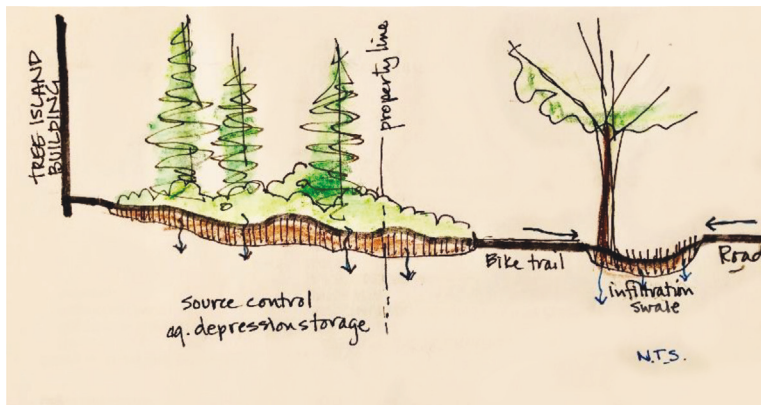 TREE ISLAND
BUILDING
property line
Bike trail
Road
source control
eg. depression storage
infiltration
swale
N.T.S.